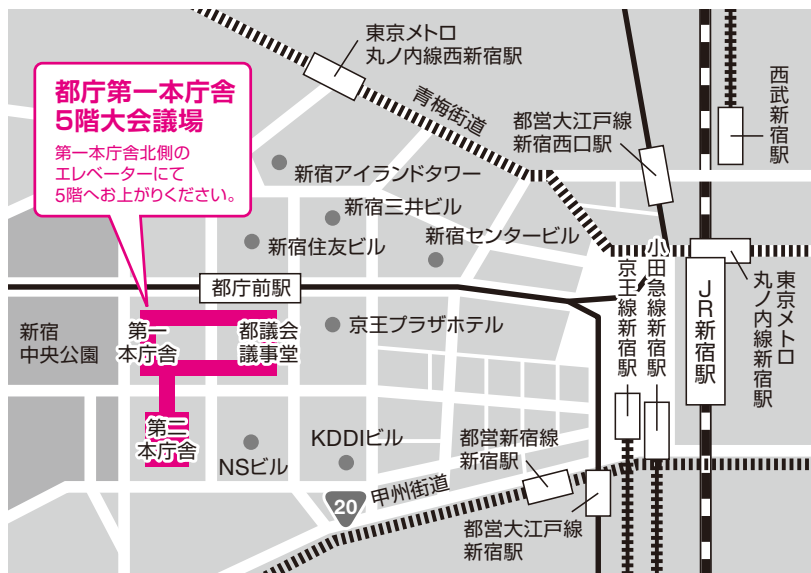 東京メトロ
丸ノ内線西新宿駅
青梅街道
都営大江戸線
新宿西口駅
西武新宿駅
都庁第一本庁舎
5階大会議場
第一本庁舎北側の
エレベーターにて
5階へお上がりください。
新宿アイランドタワー
新宿三井ビル
新宿住友ビル
新宿センタービル
都庁前駅
小田急線新宿駅
京王線新宿駅
JR新宿駅
東京メトロ
丸ノ内線新宿駅
新宿
中央公園
第一
本庁舎
都議会
議事堂
京王プラザホテル
第二
本庁舎
NSビル
KDDIビル
20
甲州街道
都営新宿線
新宿駅
都営大江戸線
新宿駅